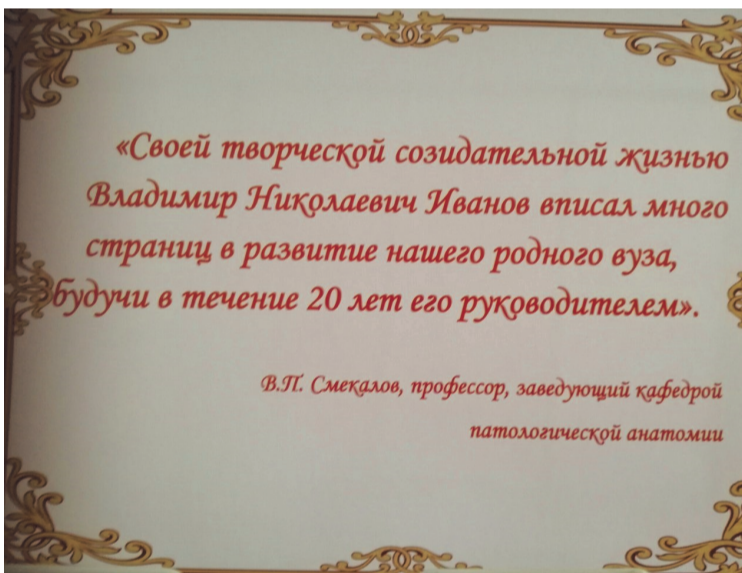 «Своей творческой созидательной жизнью
Владимир Николаевич Иванов вписал много
страниц в развитие нашего родного вуза,
будучи в течение 20 лет его руководителем».
В.П. Смекалов, профессор, заведующий кафедрой
патологической анатомии